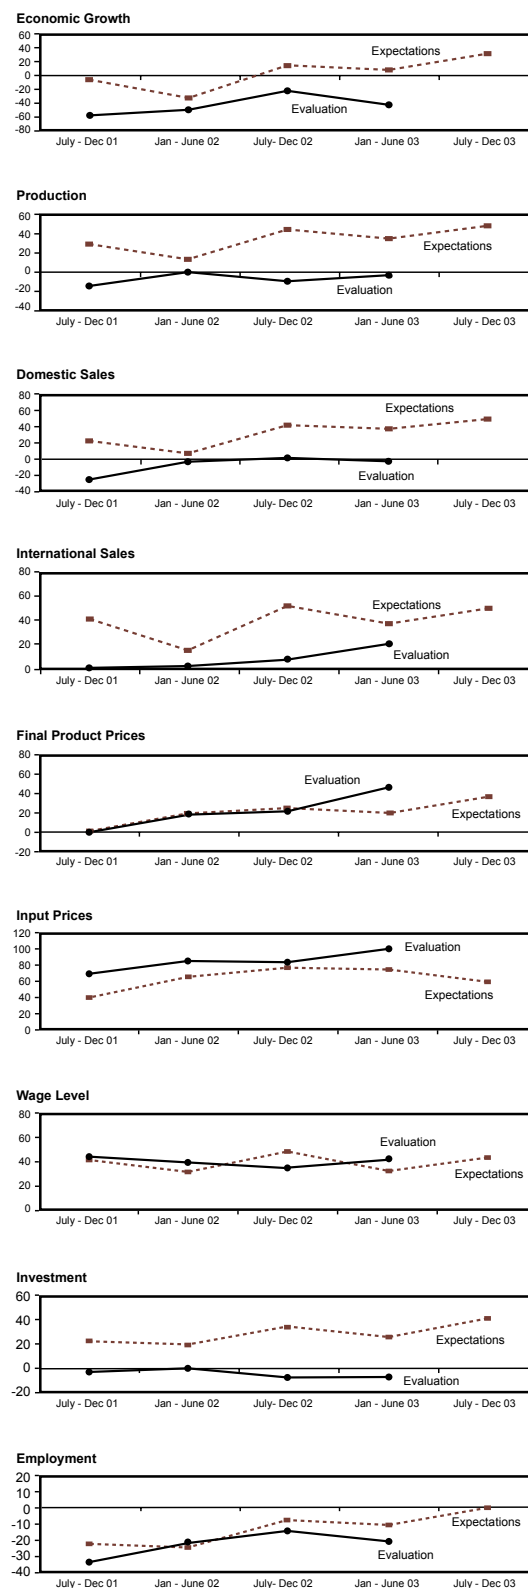 Economic Growth
60
40
20
0
-20
-40
-60
-80
Expectations
Evaluation
July - Dec 01 Jan - June 02 July- Dec 02 Jan - June 03 July - Dec 03
Production
60
40
20
0
-20
-40
Expectations
Evaluation
July - Dec 01 Jan - June 02 July- Dec 02 Jan - June 03 July - Dec 03
Domestic Sales
80
60
40
20
0
-20
-40
Expectations
Evaluation
July - Dec 01 Jan - June 02 July- Dec 02 Jan - June 03 July - Dec 03
International Sales
80
60
40
20
0
Expectations
Evaluation
July - Dec 01 Jan - June 02 July- Dec 02 Jan - June 03 July - Dec 03
Final Product Prices
80
60
40
20
0
-20
Evaluation
Expectations
July - Dec 01 Jan - June 02 July- Dec 02 Jan - June 03 July - Dec 03
Input Prices
120
100
80
60
40
20
0
Evaluation
Expectations
July - Dec 01 Jan - June 02 July- Dec 02 Jan - June 03 July - Dec 03
Wage Level
80
60
40
20
0
Evaluation
Expectations
July - Dec 01 Jan - June 02 July- Dec 02 Jan - June 03 July - Dec 03
Investment
60
40
20
0
-20
Expectations
Evaluation
July - Dec 01 Jan - June 02 July- Dec 02 Jan - June 03 July - Dec 03
Employment
20
10
0
-10
-20
-30
-40
Expectations
Evaluation
July - Dec 01 Jan - June 02 July- Dec 02 Jan - June 03 July - Dec 03